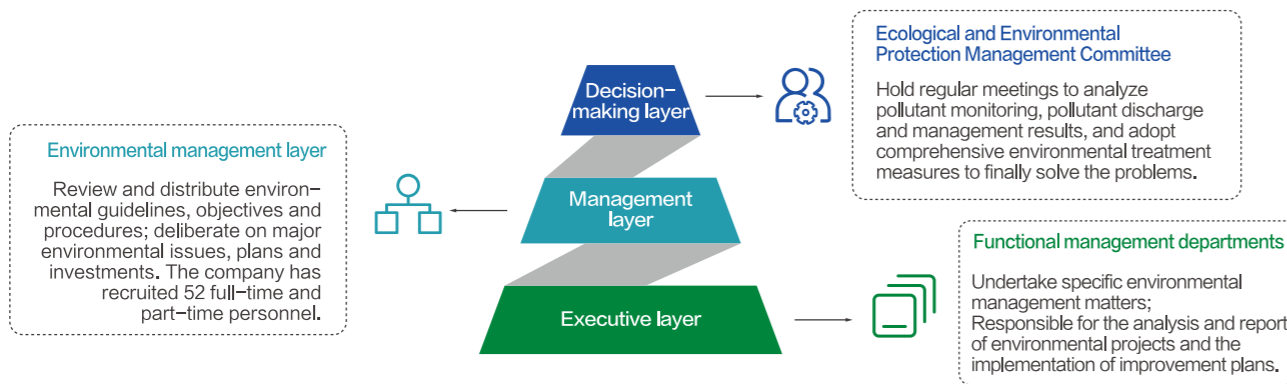 Ecological and Environmental
Protection Management Committee
Hold regular meetings to analyze
pollutant monitoring, pollutant discharge
and management results, and adopt
comprehensive environmental treatment
measures to finally solve the problems.
Decision-
making layer
Environmental management layer
Review and distribute environ-
mental guidelines, objectives and
procedures; deliberate on major
environmental issues, plans and
investments. The company has
recruited 52 full-time and
part-time personnel.
Management
layer
Functional management departments
Undertake specific environmental
management matters;
Responsible for the analysis and report
of environmental projects and the
implementation of improvement plans.
Executive layer